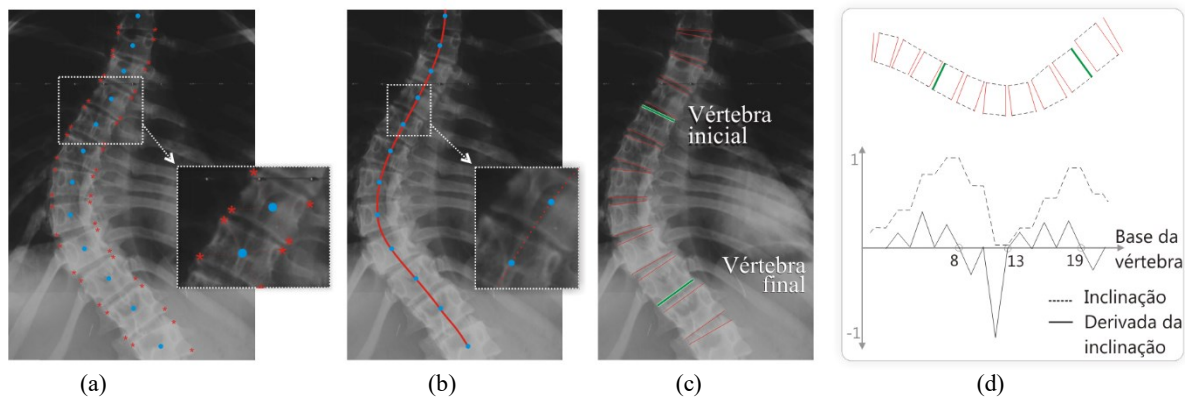 Vértebra
inicial
Vértebra
final
1
8
13
19
Base da
vértebra
-1
Inclinação
Derivada da
inclinação
(a)
(b)
(c)
(d)